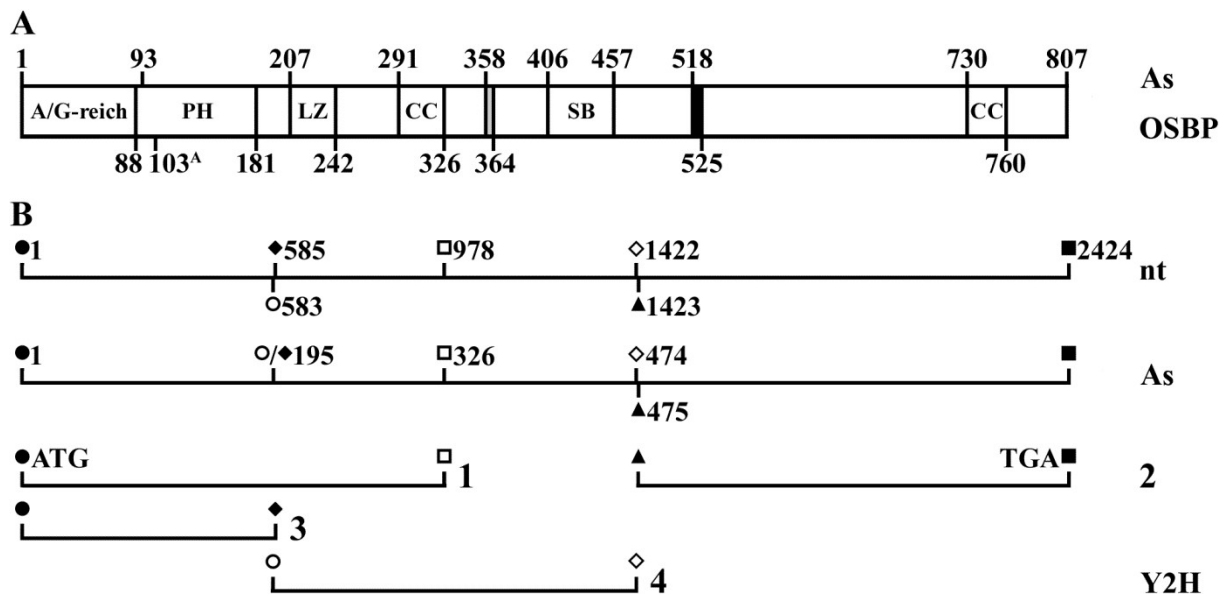 A
1 93 207 291 358 406 457 518 730 807
As
A/G-reich PH LZ CC SB CC
OSBP
88 103ᴬ 181 242 326 364 525 760
B
1 585 978 1422 2424
nt
583 1423
1 /195 326 474
As
475
ATG 1 TGA 2
3
4 Y2H